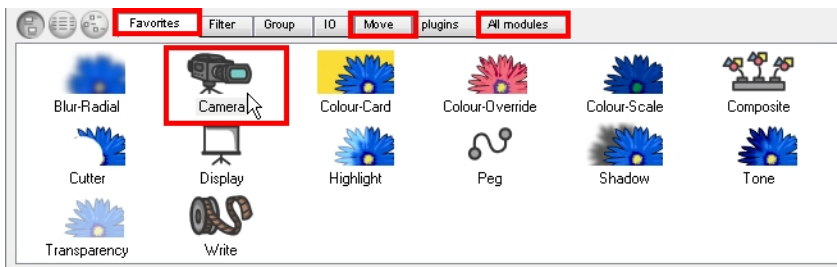 Favorites Filter Group IO Move plugins All modules
Blur-Radial Camera Colour-Card Colour-Override Colour-Scale Composite
Cutter Display Highlight Peg Shadow Tone
Transparency Write